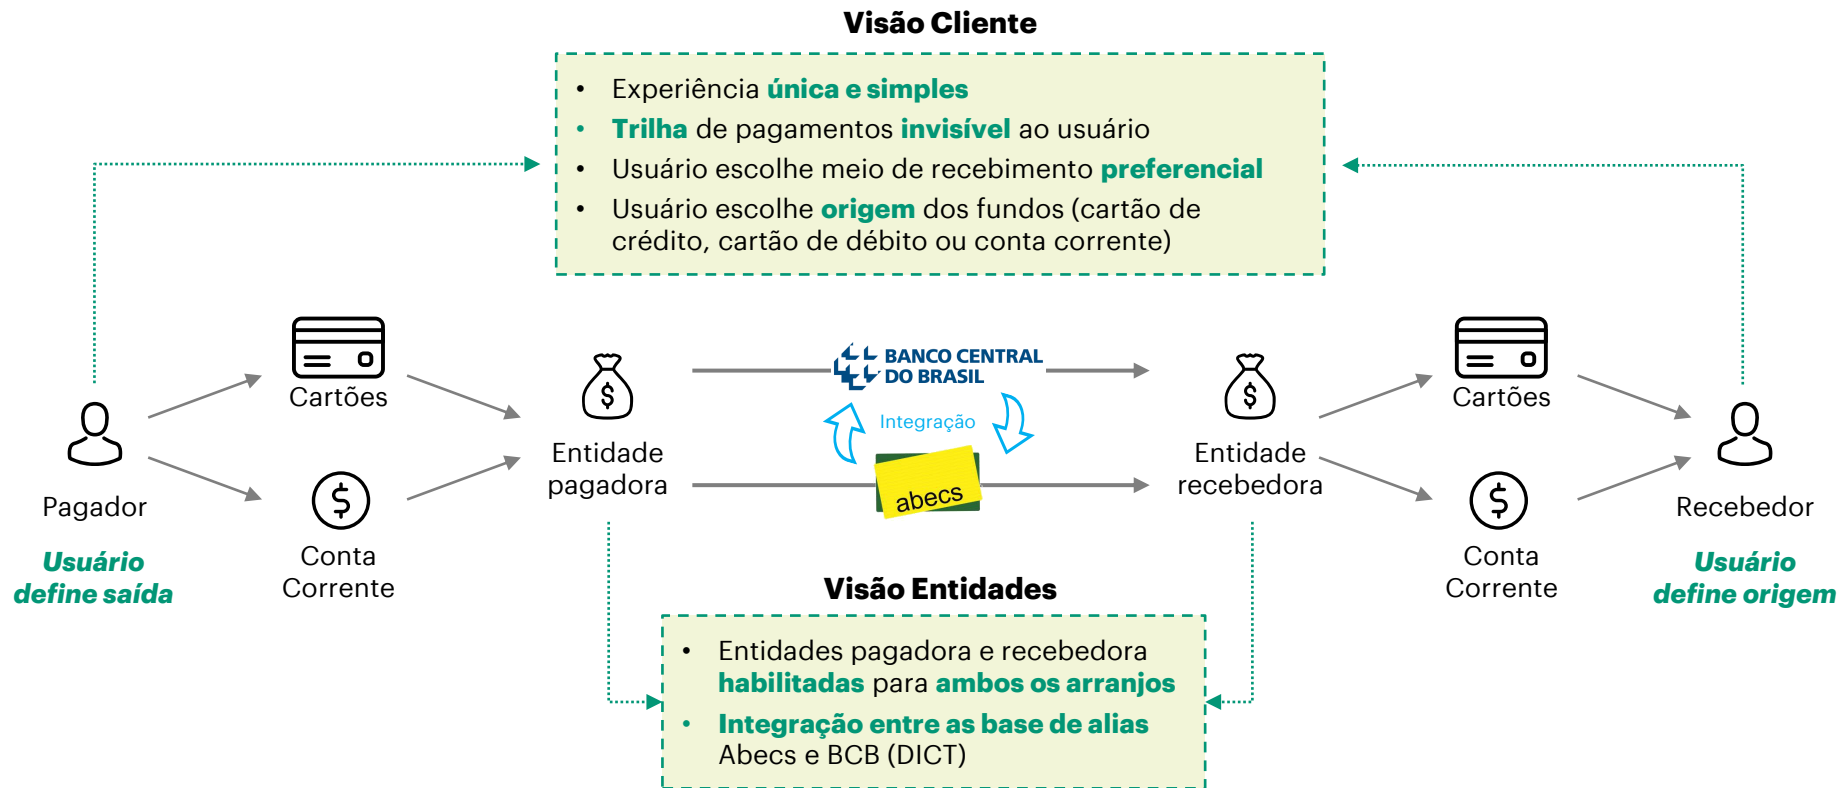 Visão Cliente
• Experiência única e simples
• Trilha de pagamentos invisível ao usuário
• Usuário escolhe meio de recebimento preferencial
• Usuário escolhe origem dos fundos (cartão de
crédito, cartão de débito ou conta corrente)
Pagador
Usuário
define saída
Cartões
Conta
Corrente
$
$
Entidade
pagadora
BANCO CENTRAL
DO BRASIL
Integração
abecs
$
Entidade
recebedora
Cartões
$
Conta
Corrente
Recebedor
Usuário
define origem
Visão Entidades
• Entidades pagadora e recebedora
habilitadas para ambos os arranjos
• Integração entre as base de alias
Abecs e BCB (DICT)